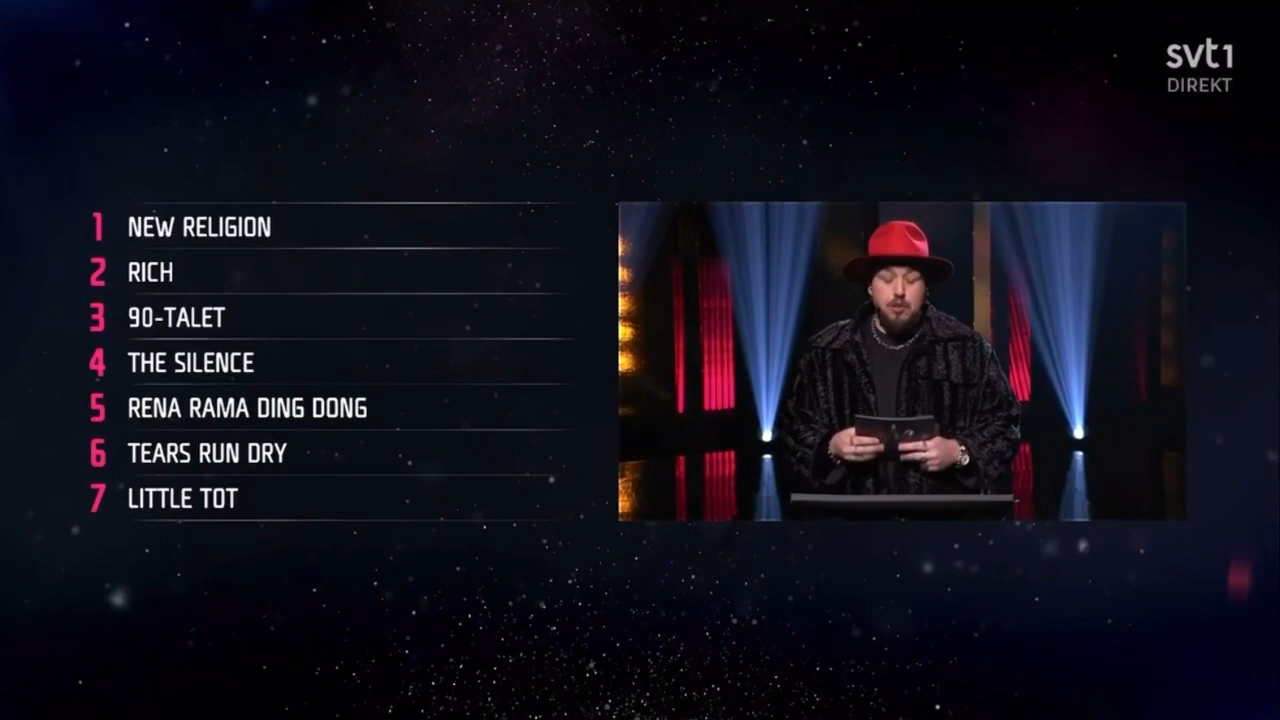 svt1
DIREKT
1 NEW RELIGION
2 RICH
3 90-TALET
4 THE SILENCE
5 RENA RAMA DING DONG
6 TEARS RUN DRY
7 LITTLE TOT